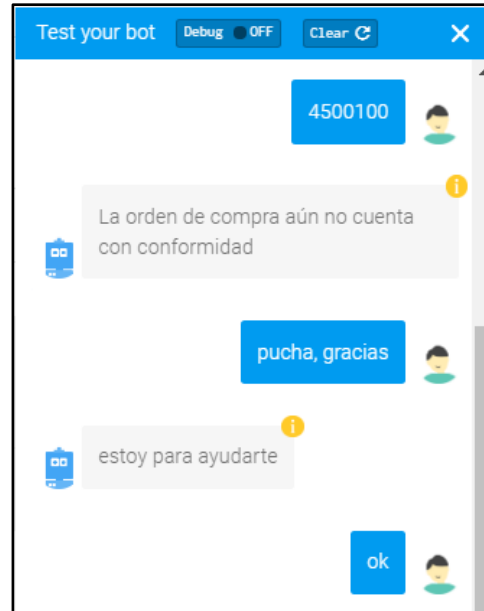 Test your bot Debug OFF Clear
4500100
La orden de compra aún no cuenta
con conformidad
pucha, gracias
estoy para ayudarte
ok